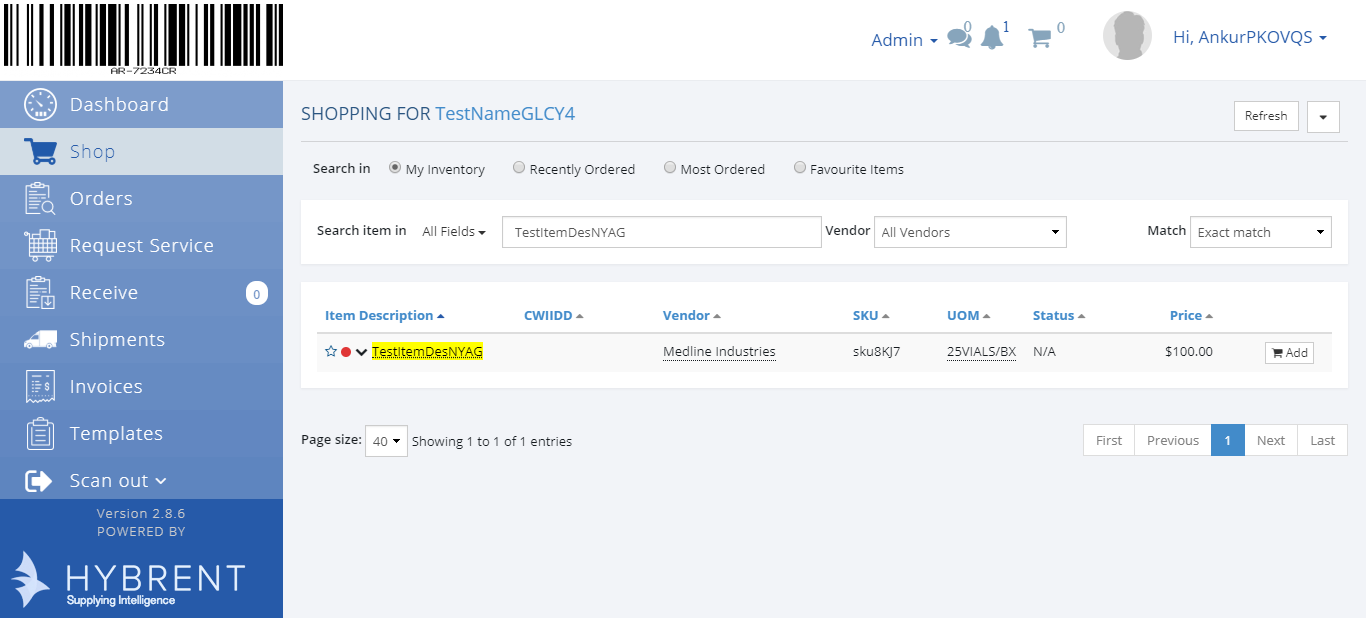 AR-7234CR
Admin 0 1 0 Hi, AnkurPKOVQS
Dashboard
Shop
Orders
Request Service
Receive 0
Shipments
Invoices
Templates
Scan out
Version 2.8.6
POWERED BY
HYBRENT
Supplying Intelligence
SHOPPING FOR TestNameGLCY4 Refresh
Search in My Inventory Recently Ordered Most Ordered Favourite Items
Search item in All Fields TestItemDesNYAG Vendor All Vendors Match Exact match
Item Description CWIIDD Vendor SKU UOM Status Price
TestItemDesNYAG Medline Industries sku8KJ7 25VIALS/BX N/A $100.00 Add
Page size: 40 Showing 1 to 1 of 1 entries First Previous 1 Next Last